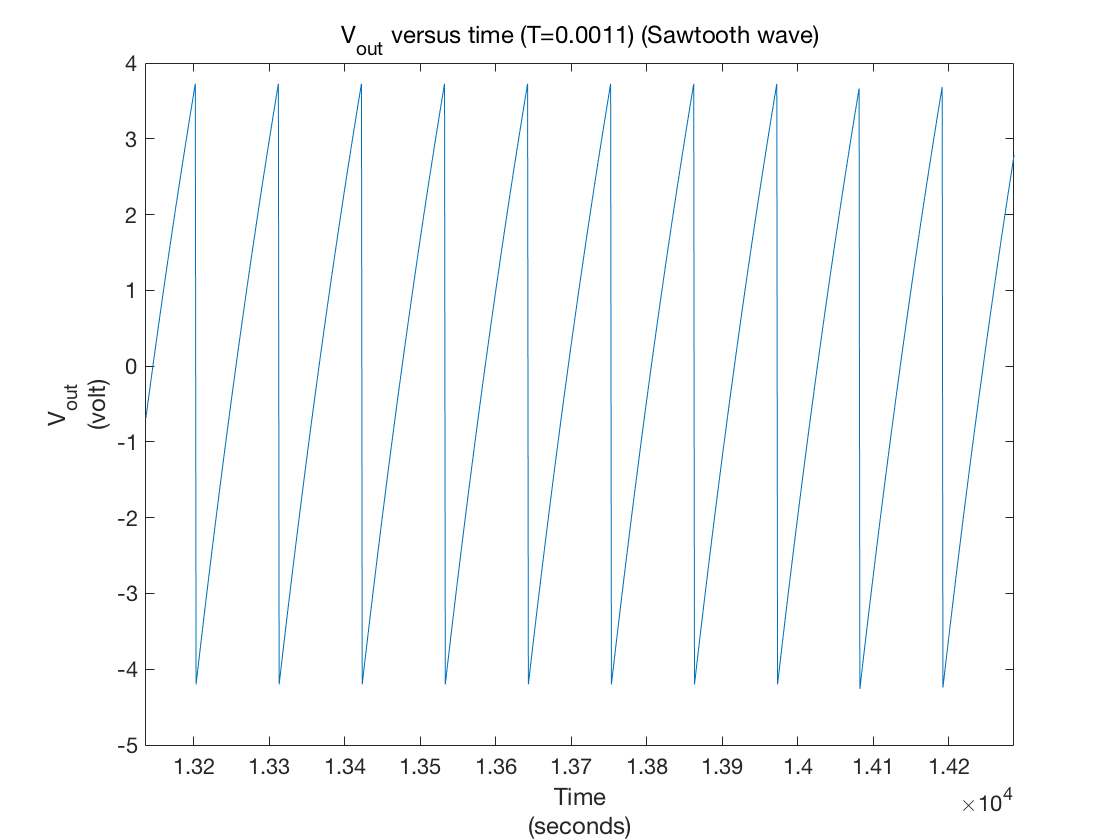 V_out versus time (T=0.0011) (Sawtooth wave)
4
3
2
1
0
-1
-2
-3
-4
-5
V_out
(volt)
1.32 1.33 1.34 1.35 1.36 1.37 1.38 1.39 1.4 1.41 1.42
×10^4
Time
(seconds)